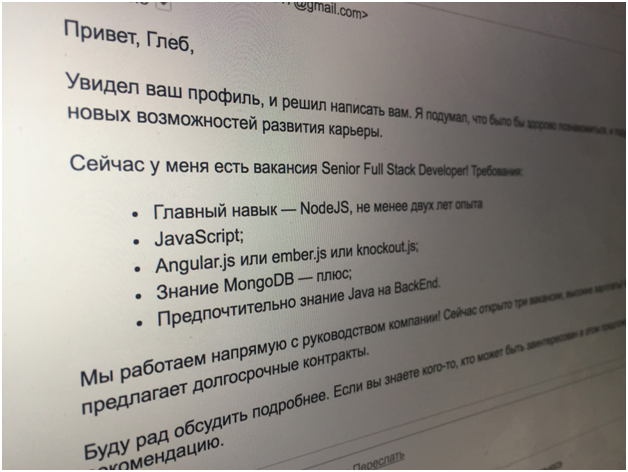 @gmail.com>
Привет, Глеб,
Увидел ваш профиль, и решил написать вам. Я подумал, что было бы здорово познакомиться, и
новых возможностей развития карьеры.
Сейчас у меня есть вакансия Senior Full Stack Developer! Требования:
• Главный навык — NodeJS, не менее двух лет опыта
• JavaScript;
• Angular.js или ember.js или knockout.js;
• Знание MongoDB — плюс;
• Предпочтительно знание Java на BackEnd.
Мы работаем напрямую с руководством компании! Сейчас открыто три вакансии, высокие зарплаты
предлагает долгосрочные контракты.
Буду рад обсудить подробнее. Если вы знаете кого-то, кто может быть заинтересован в этом
рекомендацию.
Переслать